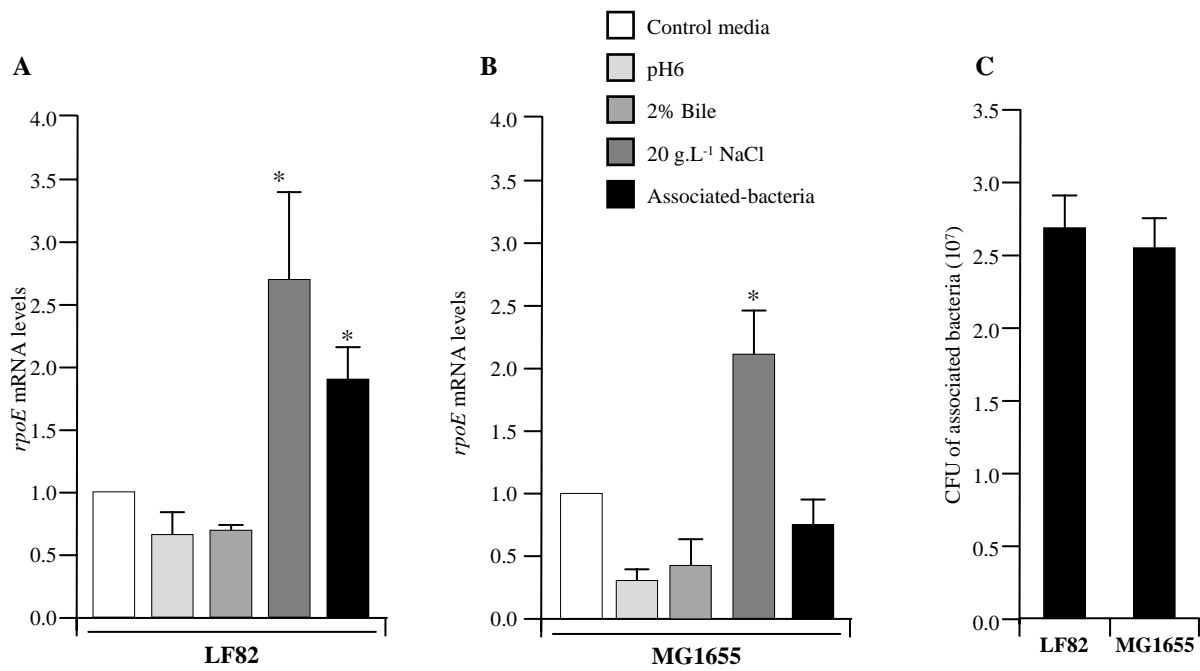 Control media
pH6
2% Bile
20 g.L⁻¹ NaCl
Associated-bacteria
A
rpoE mRNA levels
4.0
3.5
3.0
2.5
2.0
1.5
1.0
0.5
0.0
*
*
LF82
B
rpoE mRNA levels
4.0
3.5
3.0
2.5
2.0
1.5
1.0
0.5
0.0
*
MG1655
C
CFU of associated bacteria (10⁷)
3.5
3.0
2.5
2.0
1.5
1.0
0.5
0.0
LF82
MG1655